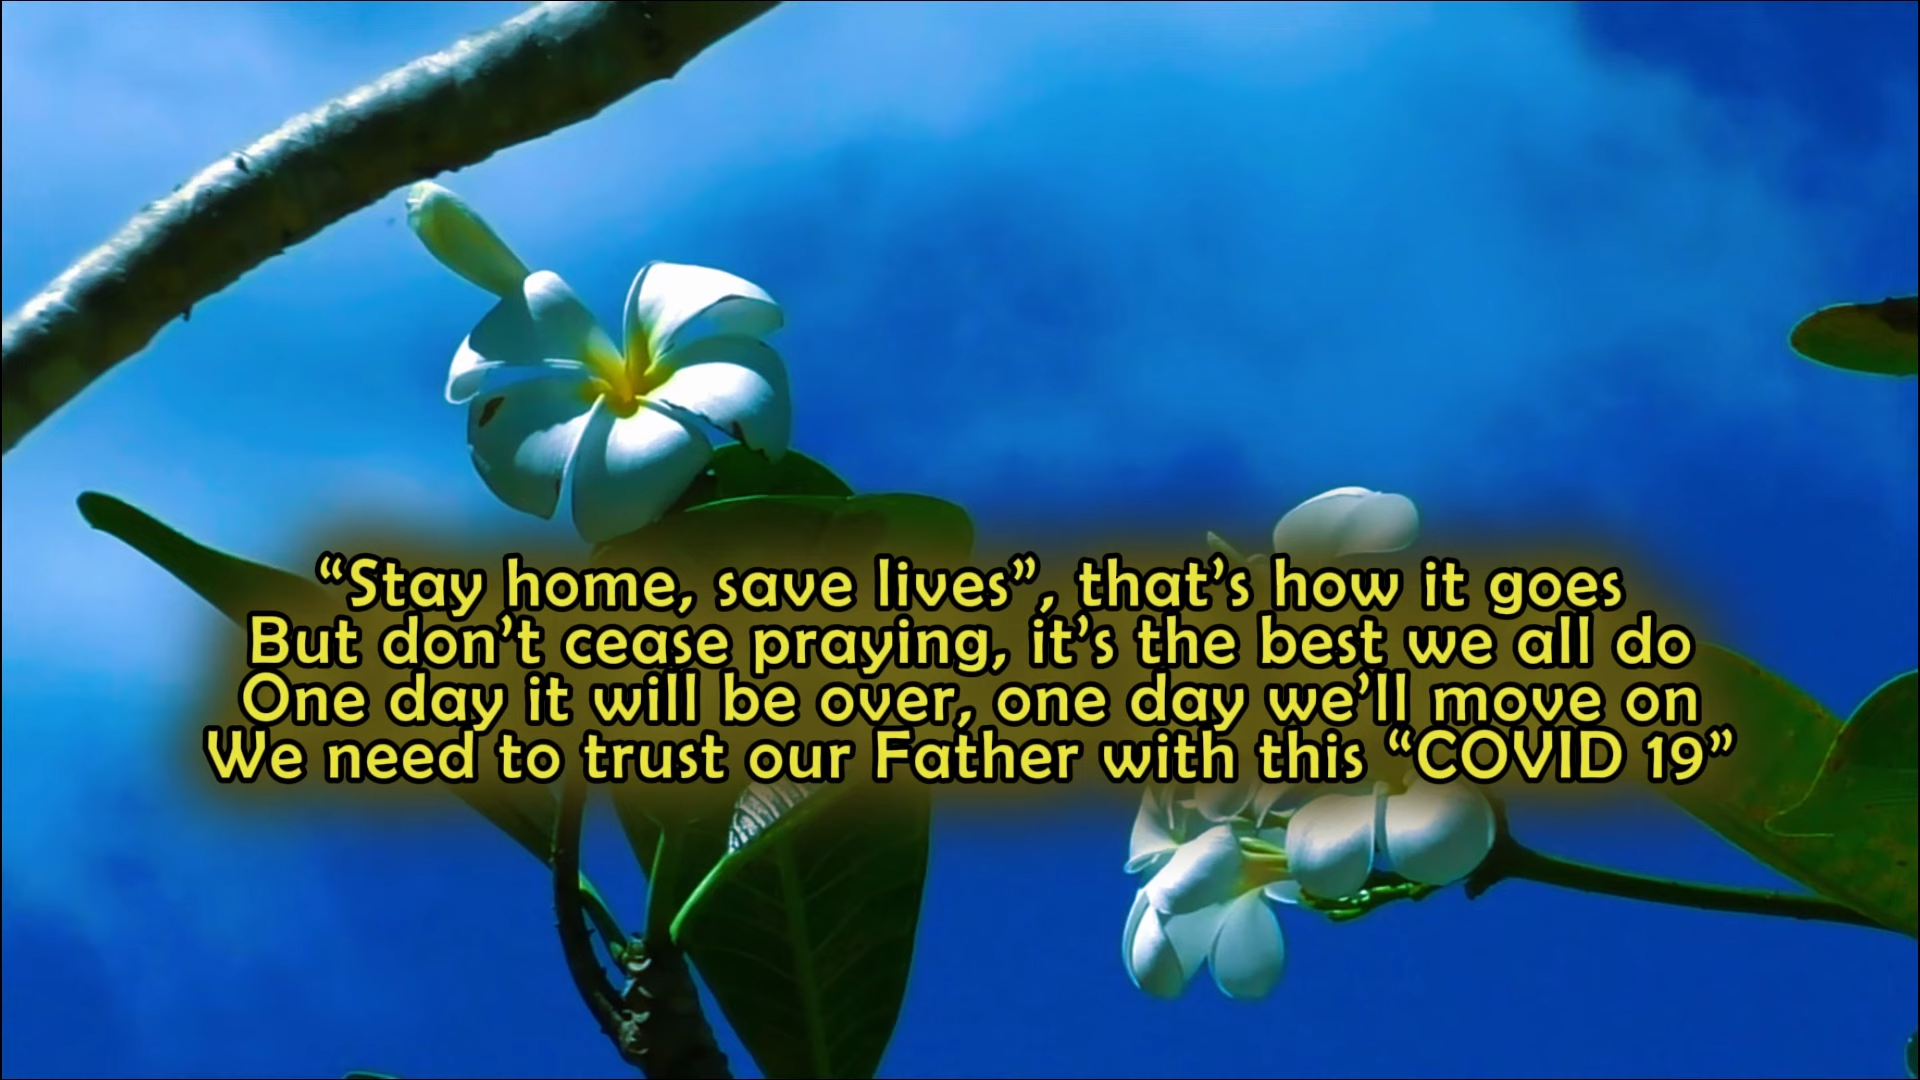 “Stay home, save lives”, that’s how it goes
But don’t cease praying, it’s the best we all do
One day it will be over, one day we’ll move on
We need to trust our Father with this “COVID 19”